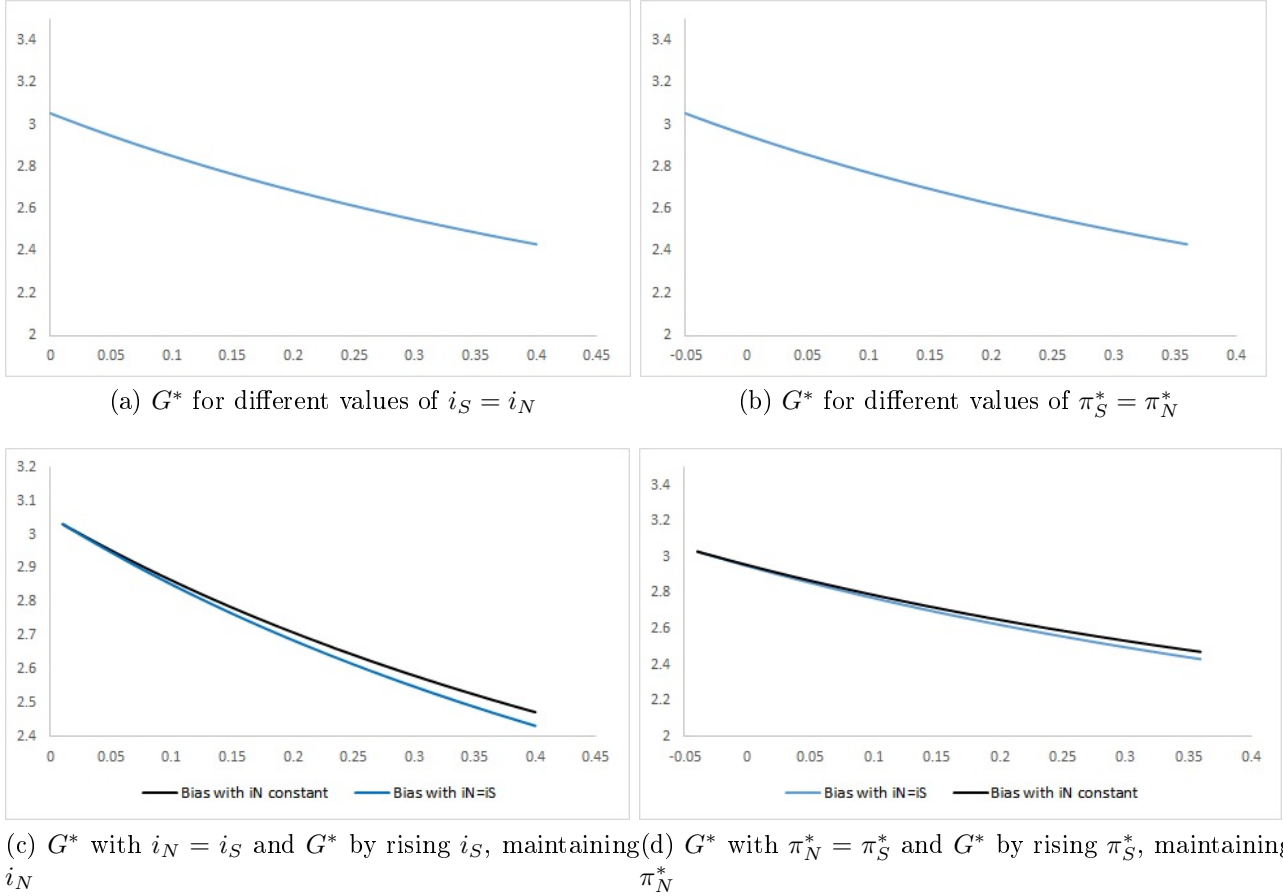 3.4
3.2
3
2.8
2.6
2.4
2.2
2
0 0.05 0.1 0.15 0.2 0.25 0.3 0.35 0.4 0.45
(a) G* for different values of i_S = i_N
3.4
3.2
3
2.8
2.6
2.4
2.2
2
-0.05 0 0.05 0.1 0.15 0.2 0.25 0.3 0.35 0.4
(b) G* for different values of π*_S = π*_N
3.2
3.1
3
2.9
2.8
2.7
2.6
2.5
2.4
0 0.05 0.1 0.15 0.2 0.25 0.3 0.35 0.4 0.45
Bias with iN constant Bias with iN=iS
(c) G* with i_N = i_S and G* by rising i_S, maintaining
i_N
3.4
3.2
3
2.8
2.6
2.4
2.2
2
-0.05 0 0.05 0.1 0.15 0.2 0.25 0.3 0.35 0.4
Bias with iN=iS Bias with iN constant
(d) G* with π*_N = π*_S and G* by rising π*_S, maintaining
π*_N